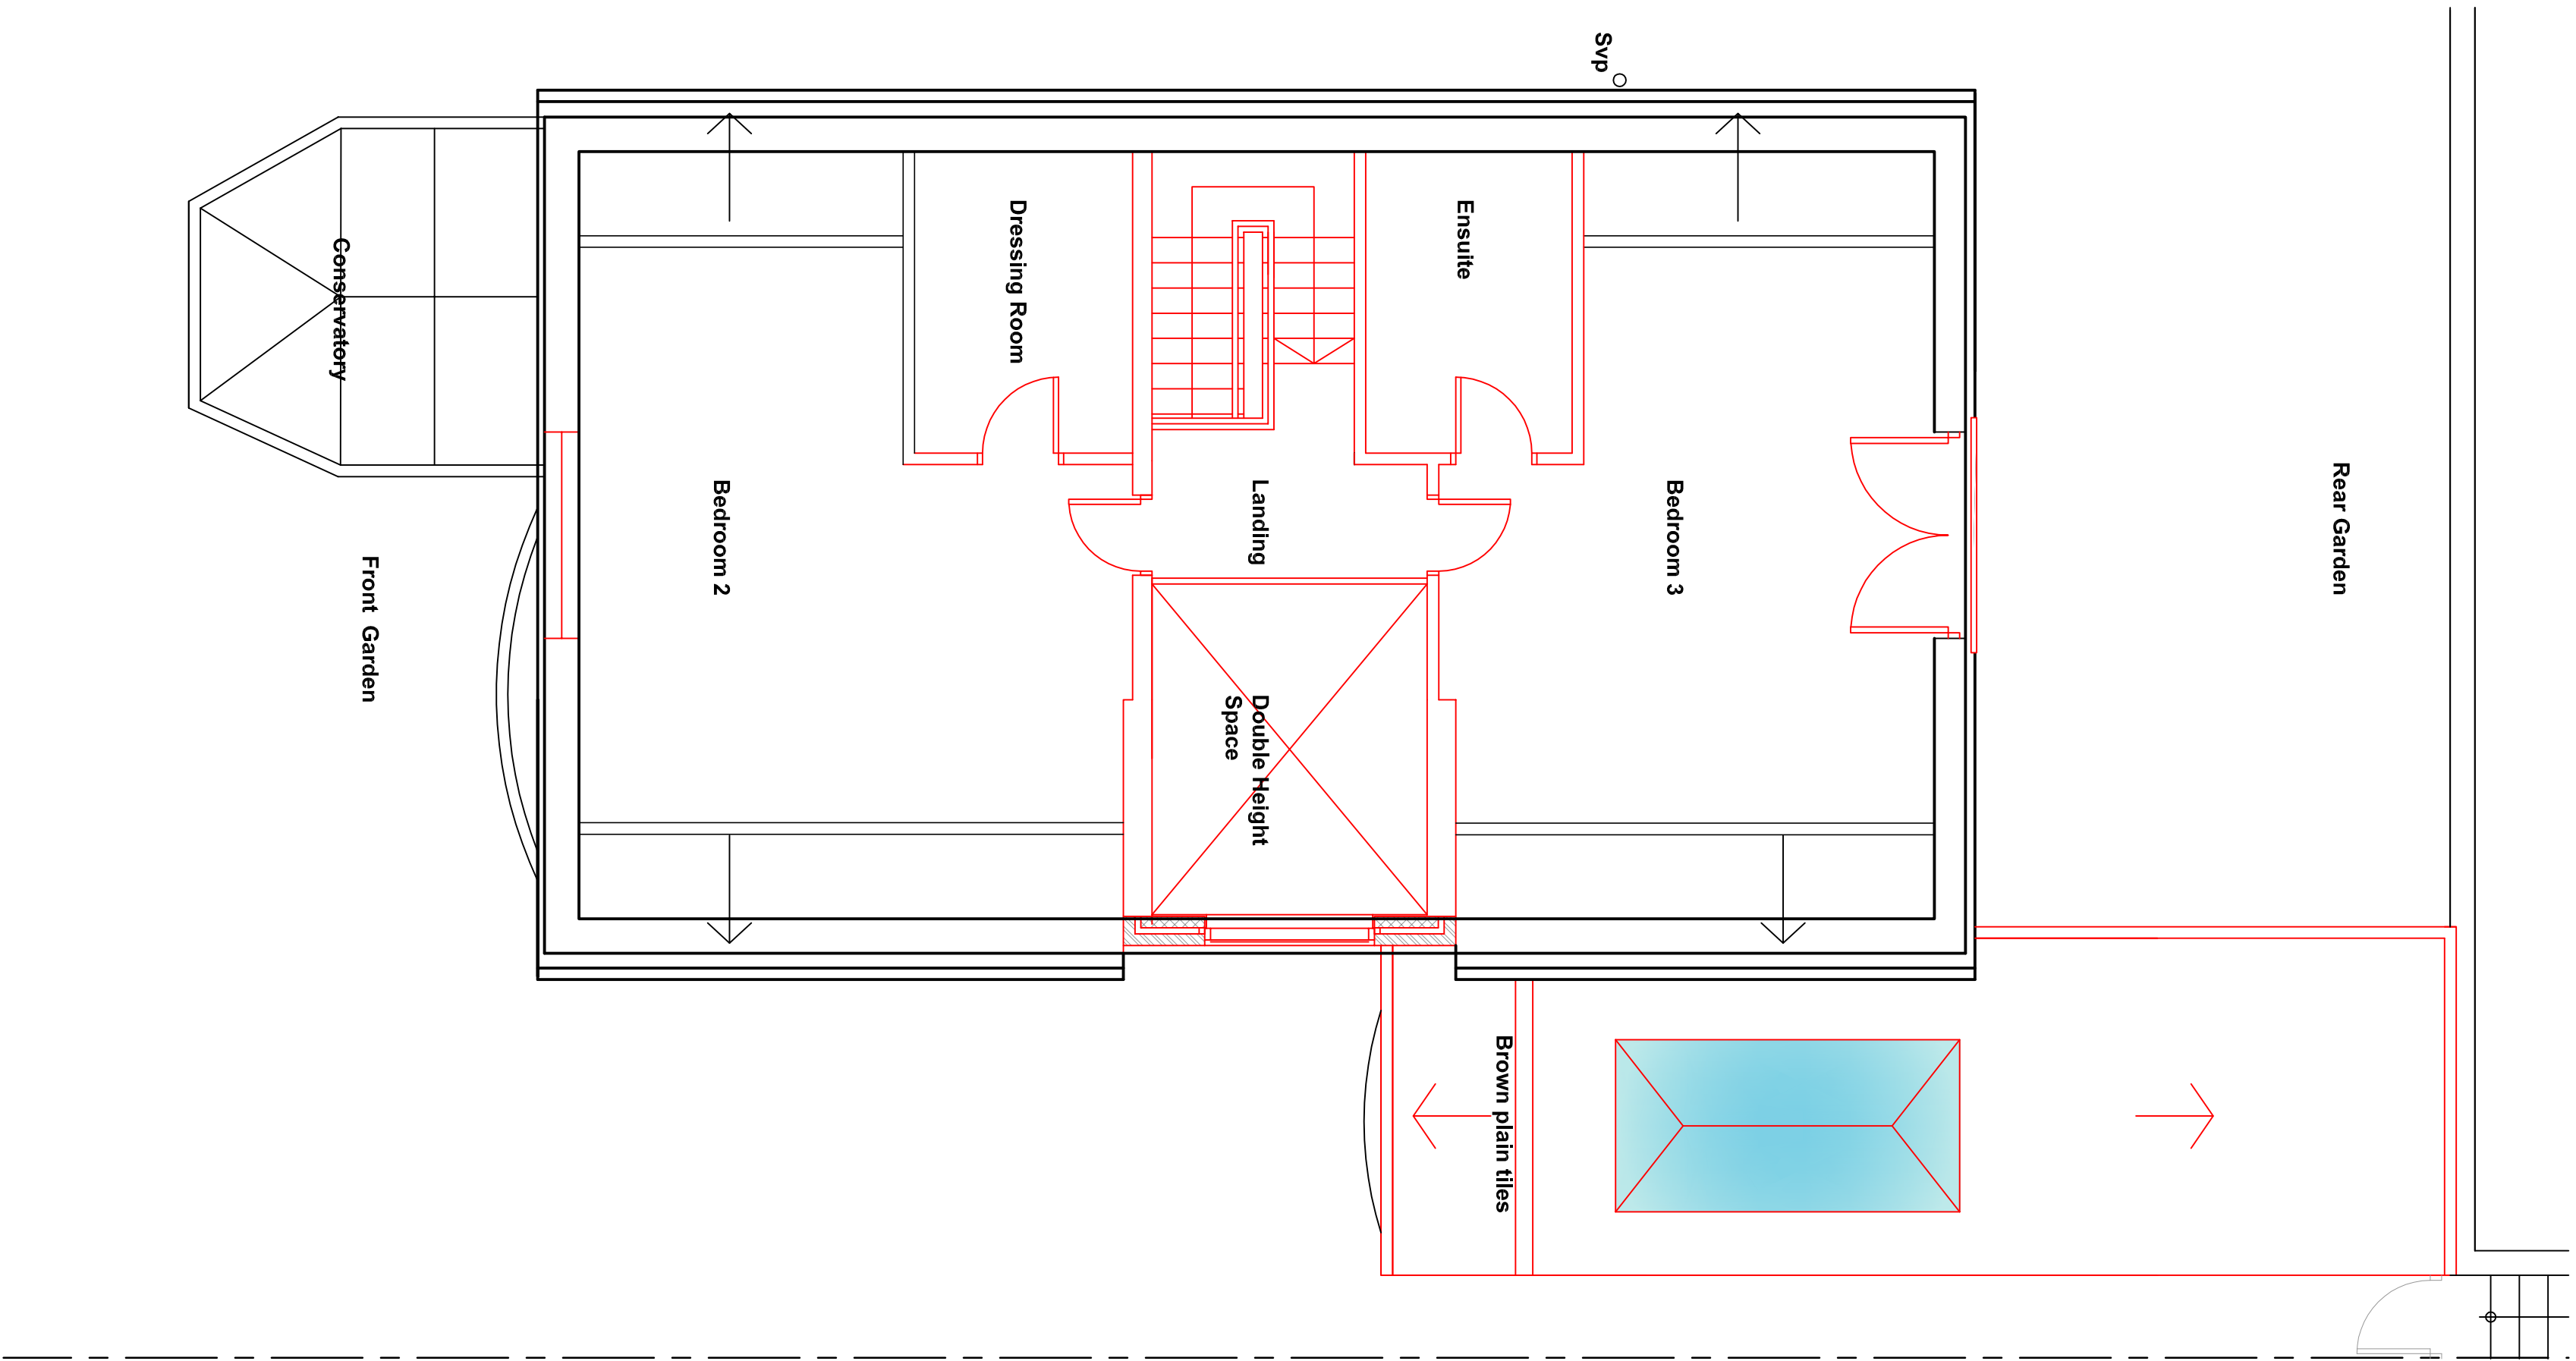 Svp
Conservatory
Dressing Room
Ensuite
Bedroom 2
Landing
Bedroom 3
Rear Garden
Front Garden
Double Height
Space
Brown plain tiles